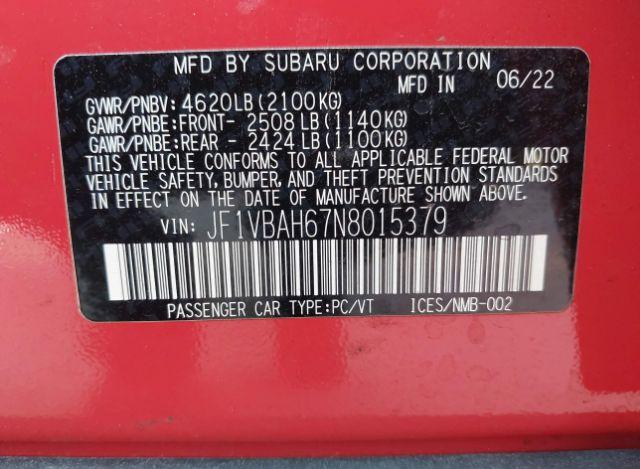 MFD BY SUBARU CORPORATION
MFD IN 06/22
GVWR/PNBV: 4620LB(2100KG)
GAWR/PNBE:FRONT- 2508LB(1140KG)
GAWR/PNBE:REAR - 2424LB(1100KG)
THIS VEHICLE CONFORMS TO ALL APPLICABLE FEDERAL MOTOR
VEHICLE SAFETY, BUMPER, AND THEFT PREVENTION STANDARDS
IN EFFECT ON THE DATE OF MANUFACTURE SHOWN ABOVE.
VIN: JF1VBAH67N8015379
PASSENGER CAR TYPE:PC/VT ICES/NMB-002